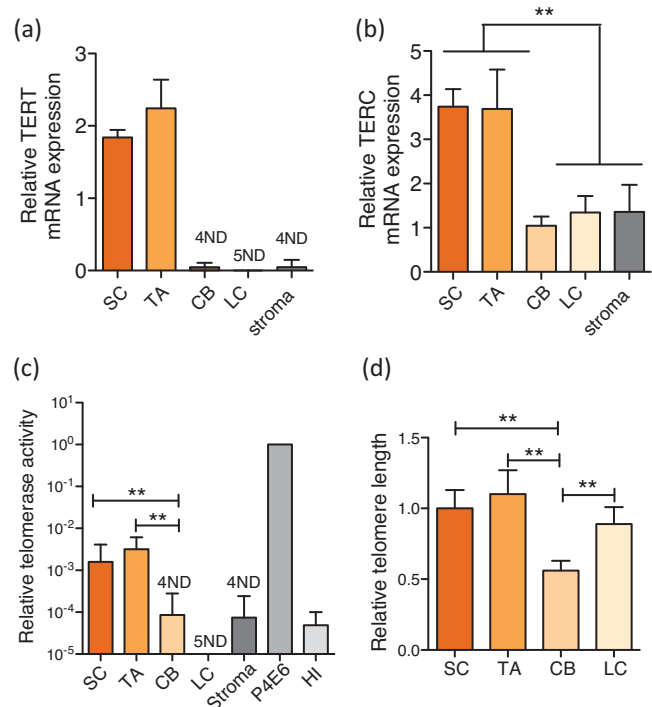 (a)
Relative TERT
mRNA expression
3
2
1
0
4ND
5ND
4ND
SC
TA
CB
LC
stroma
(b)
Relative TERC
mRNA expression
5
4
3
2
1
0
**
SC
TA
CB
LC
stroma
(c)
Relative telomerase activity
10¹
10⁰
10⁻¹
10⁻²
10⁻³
10⁻⁴
10⁻⁵
**
**
4ND
5ND
4ND
SC
TA
CB
LC
Stroma
P4E6
HI
(d)
Relative telomere length
1.5
1.0
0.5
0.0
**
**
**
SC
TA
CB
LC